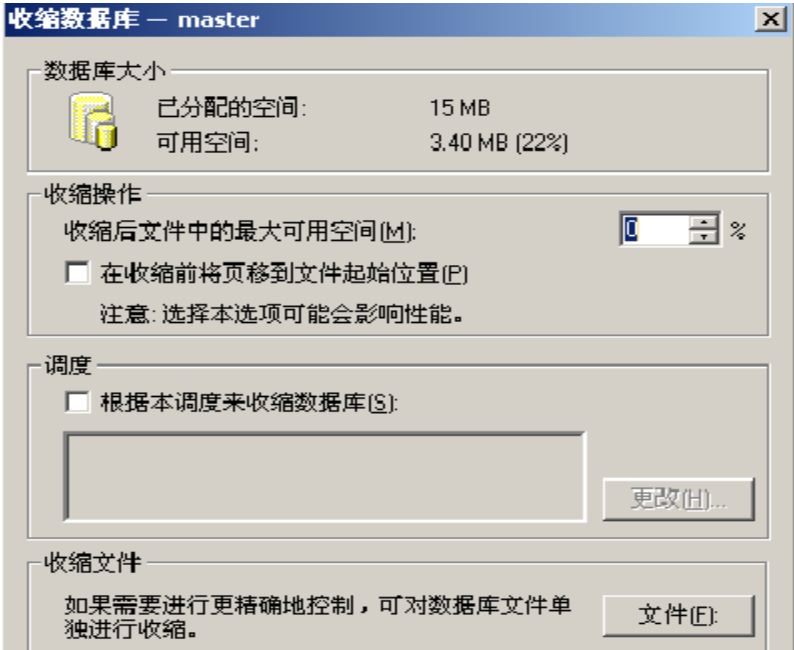 收缩数据库 — master
数据库大小
已分配的空间: 15 MB
可用空间: 3.40 MB (22%)
收缩操作
收缩后文件中的最大可用空间(M): 0 %
在收缩前将页移到文件起始位置(P)
注意: 选择本选项可能会影响性能。
调度
根据本调度来收缩数据库(S):
更改(H)...
收缩文件
如果需要进行更精确地控制，可对数据库文件单
独进行收缩。
文件(F):